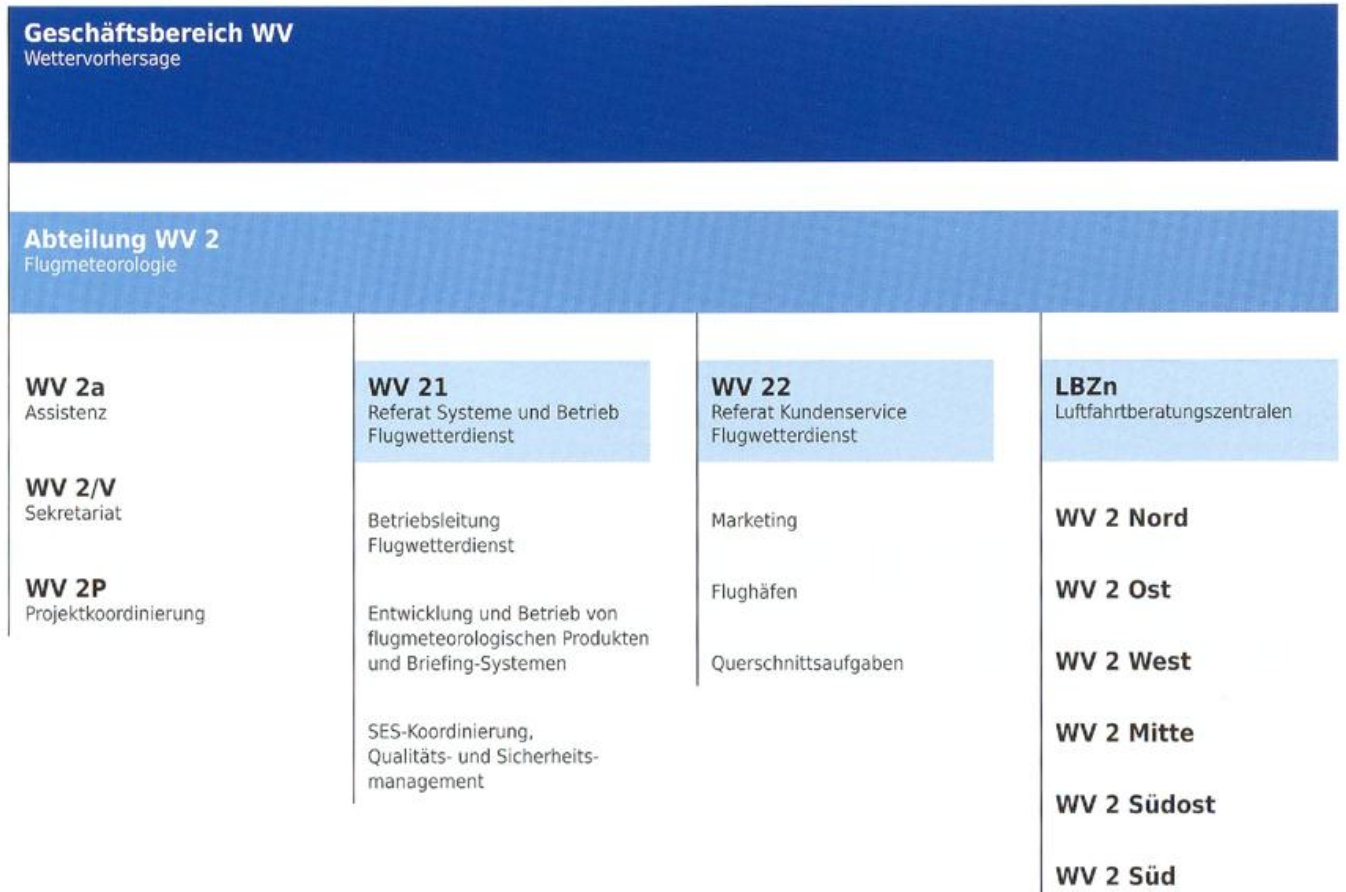 Geschäftsbereich WV
Wettervorhersage
Abteilung WV 2
Flugmeteorologie
WV 2a
Assistenz
WV 2/V
Sekretariat
WV 2P
Projektkoordinierung
WV 21
Referat Systeme und Betrieb
Flugwetterdienst
Betriebsleitung
Flugwetterdienst
Entwicklung und Betrieb von
flugmeteorologischen Produkten
und Briefing-Systemen
SES-Koordinierung,
Qualitäts- und Sicherheits-
management
WV 22
Referat Kundenservice
Flugwetterdienst
Marketing
Flughäfen
Querschnittsaufgaben
LBZn
Luftfahrtberatungszentralen
WV 2 Nord
WV 2 Ost
WV 2 West
WV 2 Mitte
WV 2 Südost
WV 2 Süd